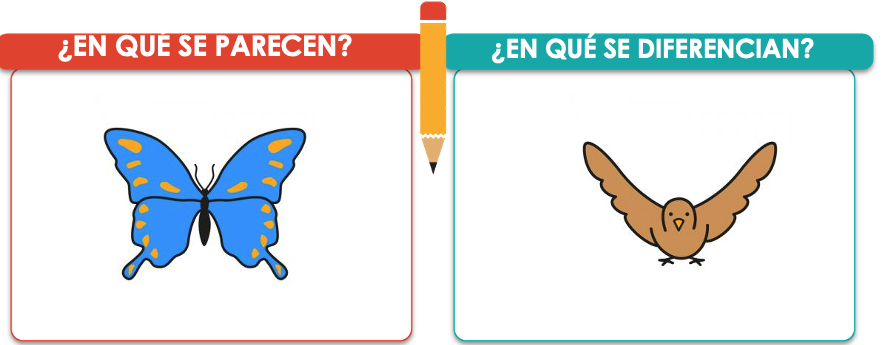 ¿EN QUÉ SE PARECEN?
¿EN QUÉ SE DIFERENCIAN?